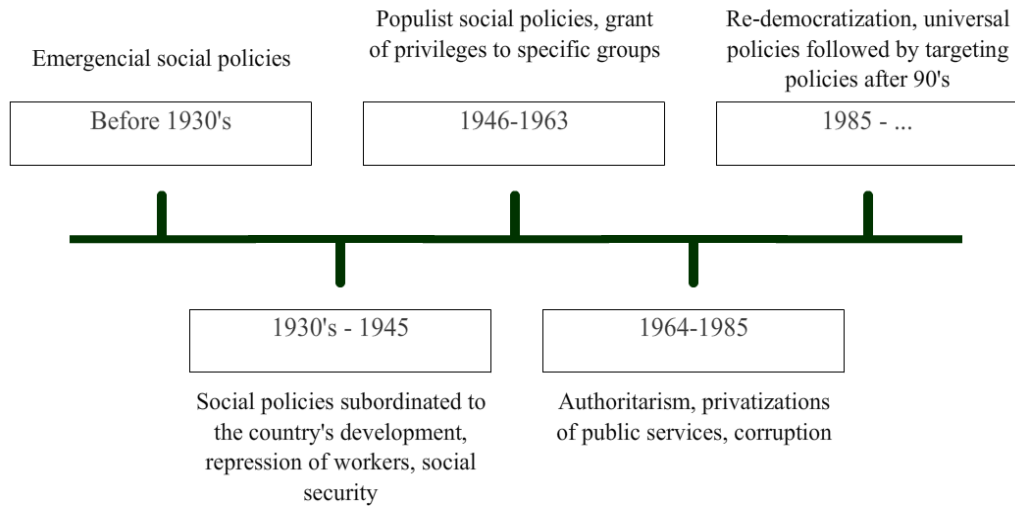 Emergencial social policies
Before 1930's
Populist social policies, grant
of privileges to specific groups
1946-1963
Re-democratization, universal
policies followed by targeting
policies after 90's
1985 - ...
1930's - 1945
Social policies subordinated to
the country's development,
repression of workers, social
security
1964-1985
Authoritarism, privatizations
of public services, corruption